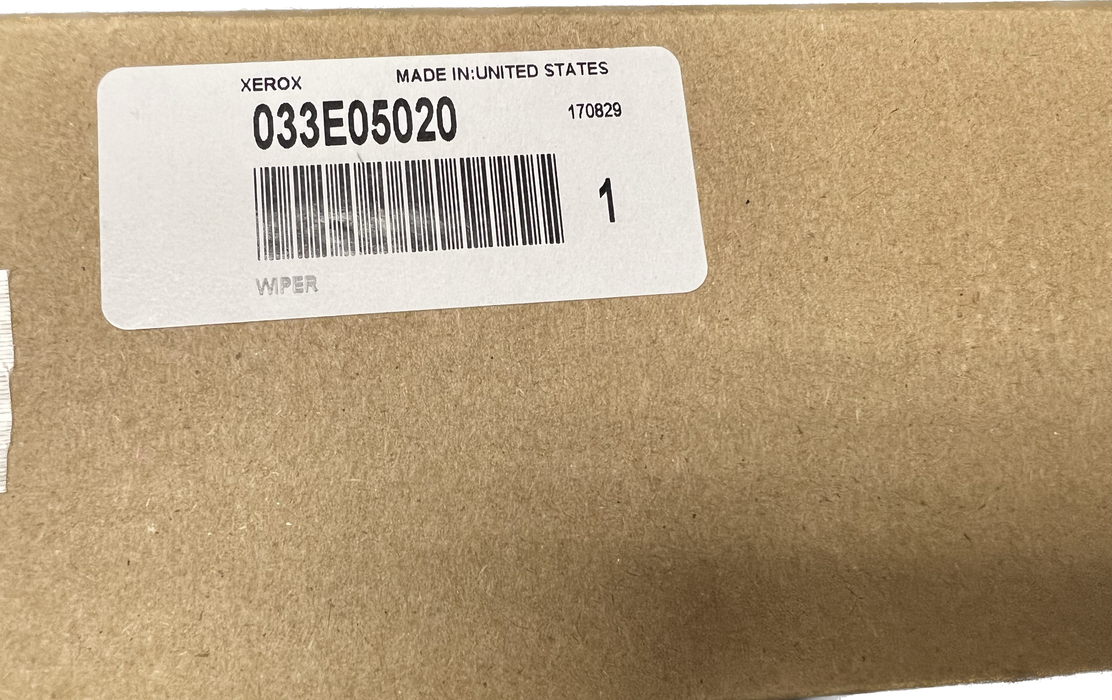 XEROX MADE IN:UNITED STATES
033E05020 170829
1
WIPER